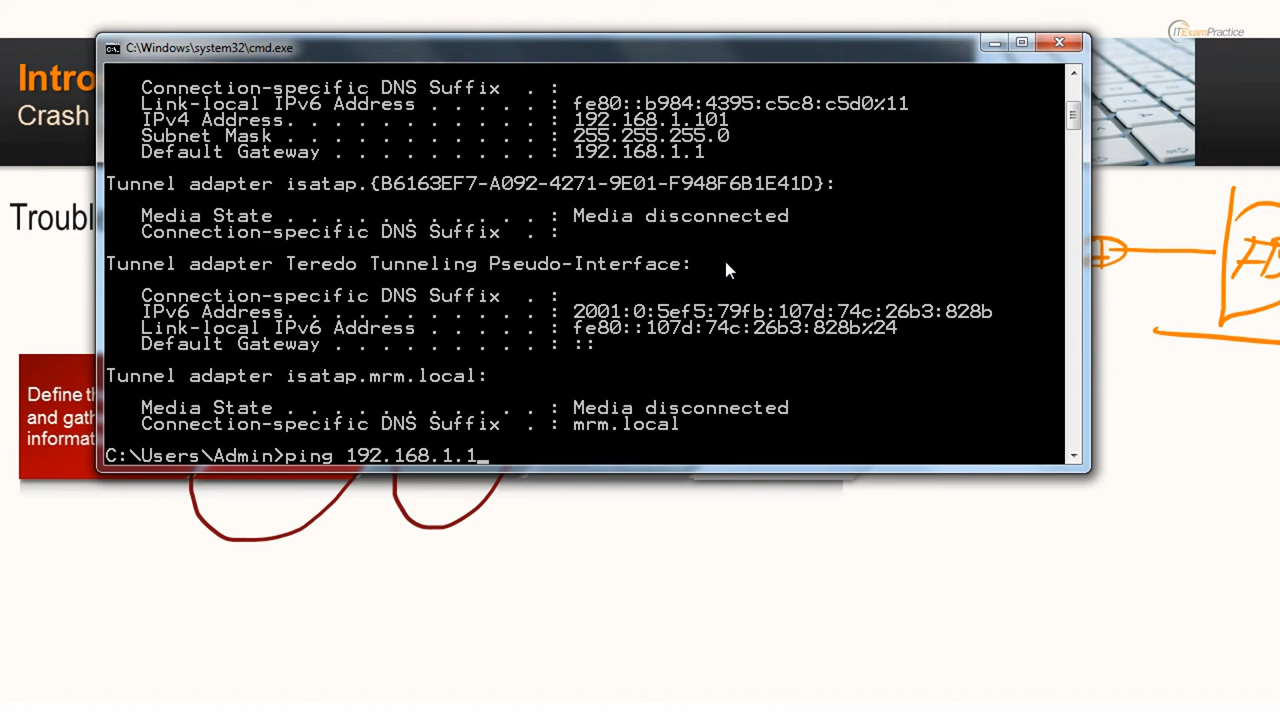 ITExamPractice
C:\Windows\system32\cmd.exe
Intro
Crash
Connection-specific DNS Suffix . :
Link-local IPv6 Address . . . . . : fe80::b984:4395:c5c8:c5d0%11
IPv4 Address. . . . . . . . . . . : 192.168.1.101
Subnet Mask . . . . . . . . . . . : 255.255.255.0
Default Gateway . . . . . . . . . : 192.168.1.1
Tunnel adapter isatap.{B6163EF7-A092-4271-9E01-F948F6B1E41D}:
Media State . . . . . . . . . . . : Media disconnected
Connection-specific DNS Suffix . :
Tunnel adapter Teredo Tunneling Pseudo-Interface:
Connection-specific DNS Suffix . :
IPv6 Address. . . . . . . . . . . : 2001:0:5ef5:79fb:107d:74c:26b3:828b
Link-local IPv6 Address . . . . . : fe80::107d:74c:26b3:828b%24
Default Gateway . . . . . . . . . : ::
Tunnel adapter isatap.mrm.local:
Media State . . . . . . . . . . . : Media disconnected
Connection-specific DNS Suffix . : mrm.local
C:\Users\Admin>ping 192.168.1.1_
Troubl
Define th
and gath
informat